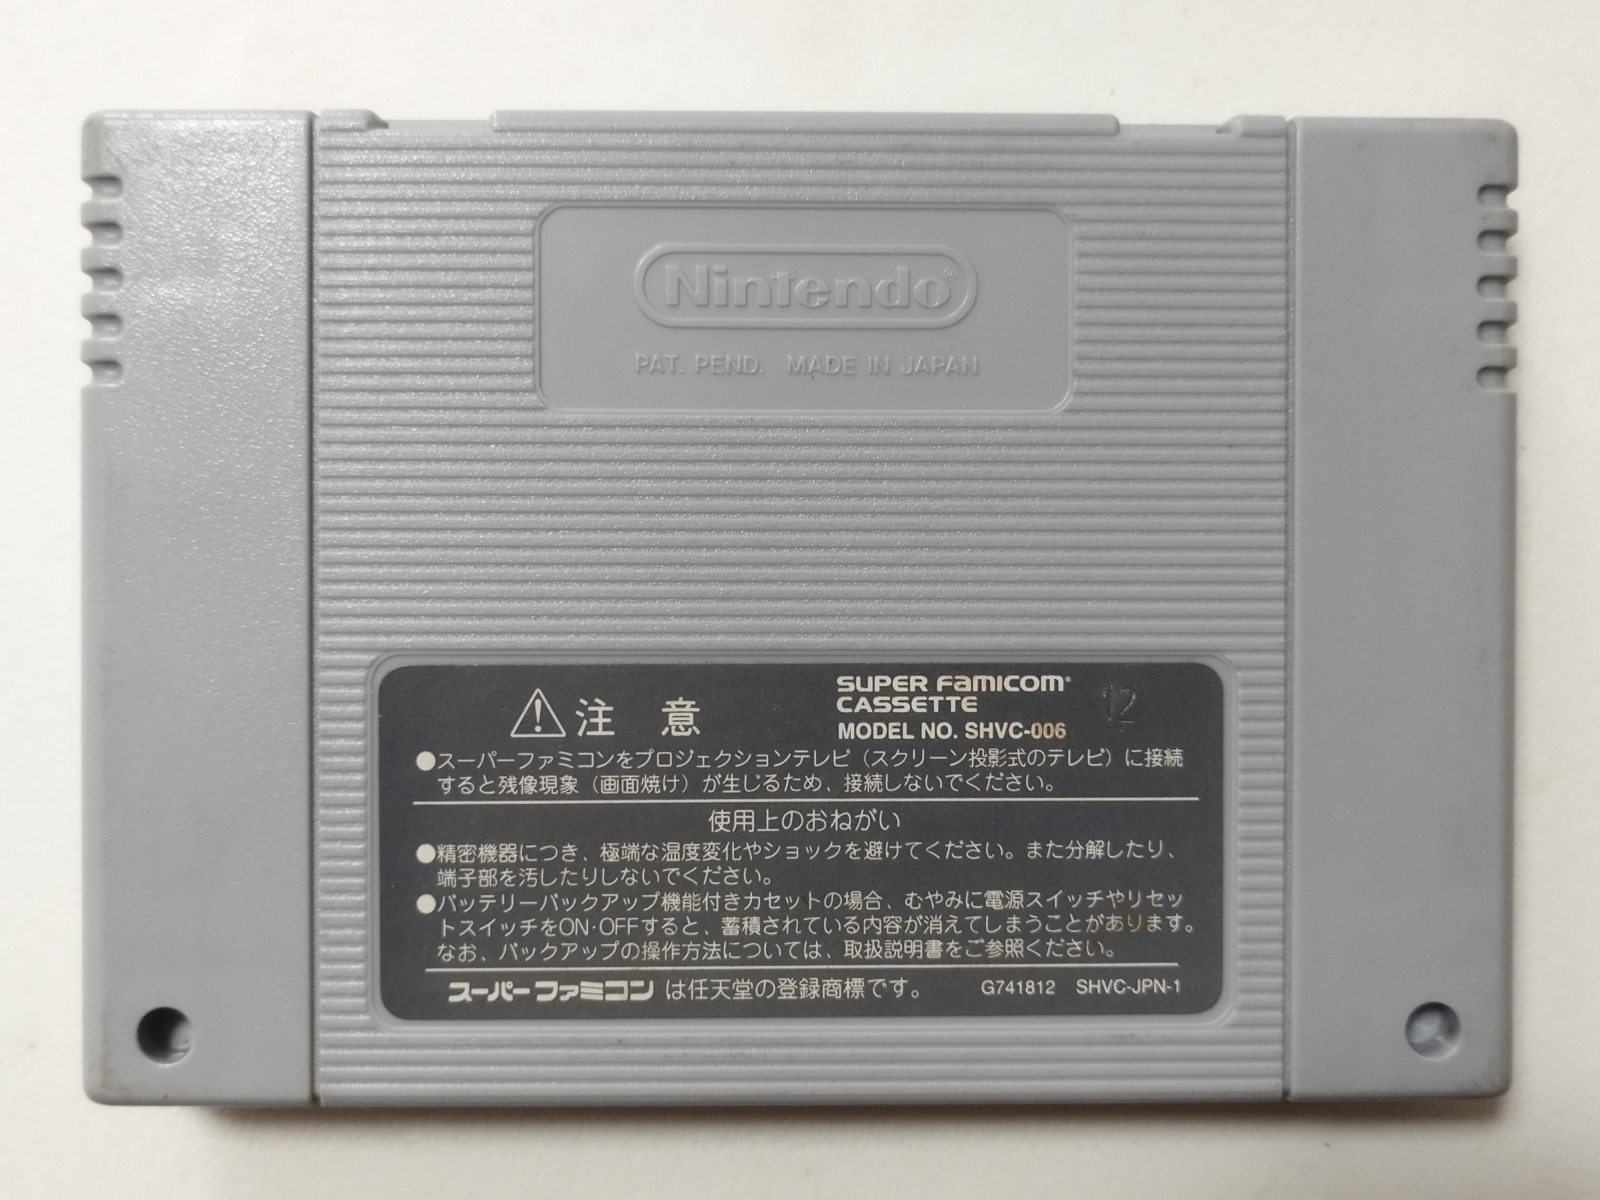 Nintendo®
PAT. PEND. MADE IN JAPAN
注 意
SUPER FAMICOM®
CASSETTE
MODEL NO. SHVC-006
12
●スーパーファミコンをプロジェクションテレビ（スクリーン投影式のテレビ）に接続
すると残像現象（画面焼け）が生じるため、接続しないでください。
使用上のおねがい
●精密機器につき、極端な温度変化やショックを避けてください。また分解したり、
端子部を汚したりしないでください。
●バッテリーバックアップ機能付きカセットの場合、むやみに電源スイッチやリセッ
トスイッチをON・OFFすると、蓄積されている内容が消えてしまうことがあります。
なお、バックアップの操作方法については、取扱説明書をご参照ください。
スーパーファミコン は任天堂の登録商標です。 G741812 SHVC-JPN-1